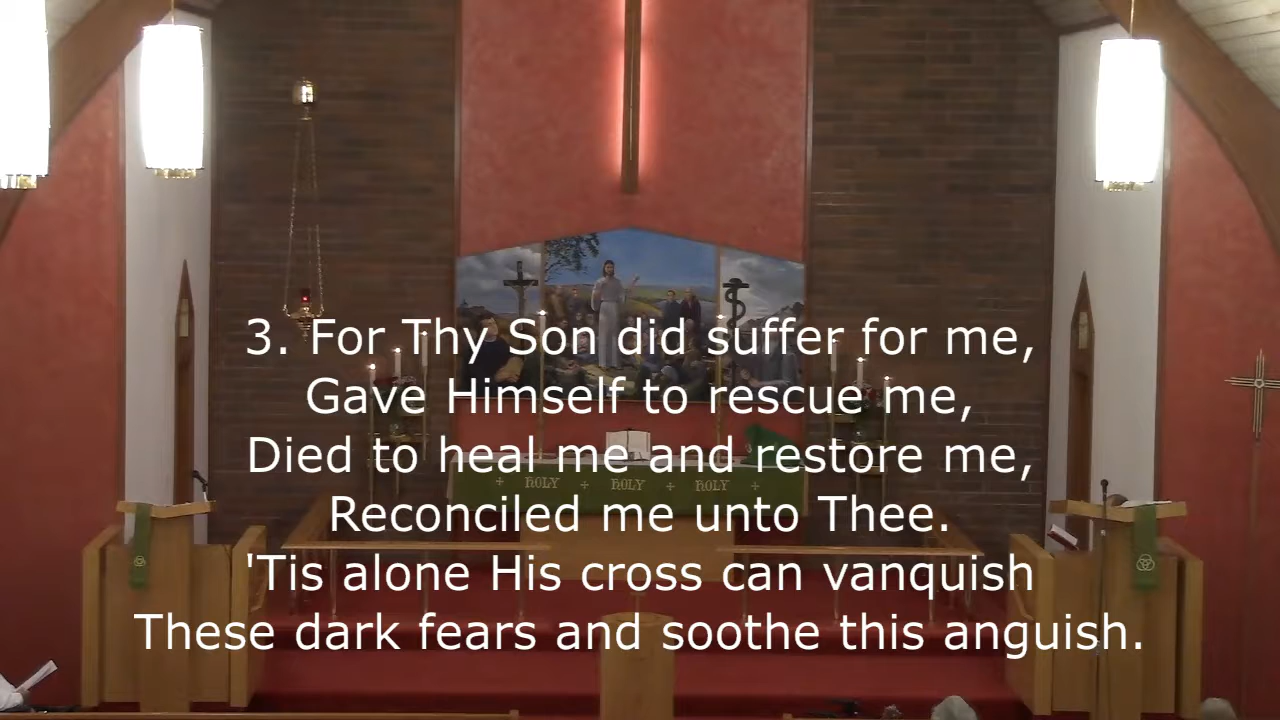 3. For Thy Son did suffer for me,
Gave Himself to rescue me,
Died to heal me and restore me,
HOLY HOLY HOLY
Reconciled me unto Thee.
'Tis alone His cross can vanquish
These dark fears and soothe this anguish.